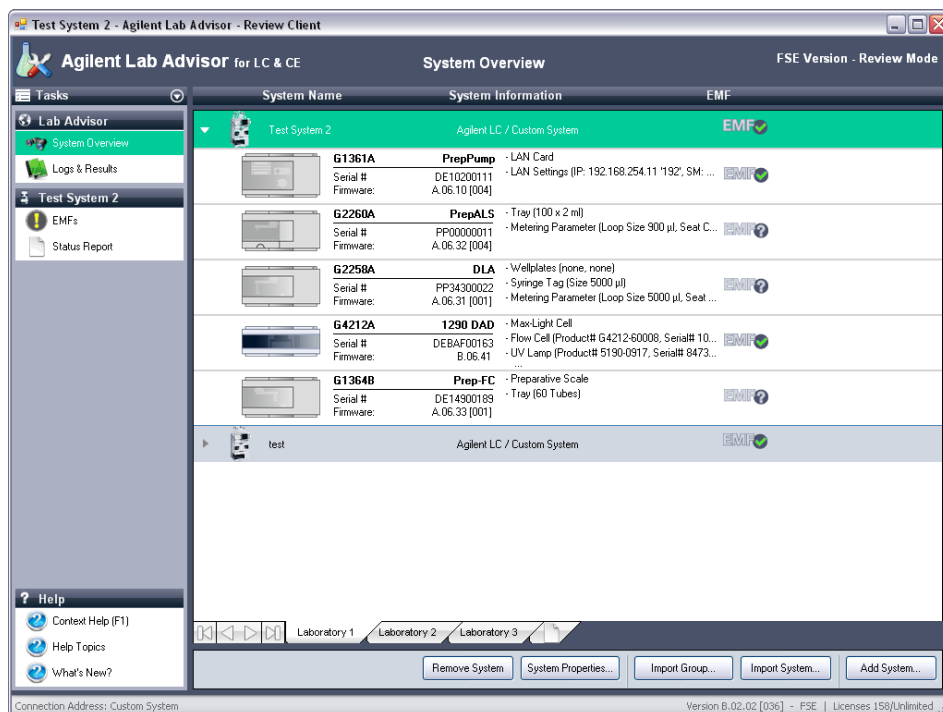 Test System 2 - Agilent Lab Advisor - Review Client
Agilent Lab Advisor for LC & CE
System Overview
FSE Version - Review Mode
Tasks
System Name
System Information
EMF
Lab Advisor
System Overview
Logs & Results
Test System 2
EMFs
Status Report
Test System 2
Agilent LC / Custom System
EMF
G1361A
PrepPump
- LAN Card
Serial #
DE10200111
- LAN Settings (IP: 192.168.254.11 '192', SM: ...
EMF
Firmware:
A.06.10 [004]
G2260A
PrepALS
- Tray (100 x 2 ml)
Serial #
PP00000011
- Metering Parameter (Loop Size 900 µl, Seat C...
EMF
Firmware:
A.06.32 [004]
G2258A
DLA
- Wellplates (none, none)
Serial #
PP34300022
- Syringe Tag (Size 5000 µl)
EMF
Firmware:
A.06.31 [001]
- Metering Parameter (Loop Size 5000 µl, Seat ...
G4212A
1290 DAD
- Max-Light Cell
Serial #
DEBAF00163
- Flow Cell (Product# G4212-60008, Serial# 10...
EMF
Firmware:
B.06.41
- UV Lamp (Product# 5190-0917, Serial# 8473...
...
G1364B
Prep-FC
- Preparative Scale
Serial #
DE14900189
- Tray (60 Tubes)
EMF
Firmware:
A.06.33 [001]
test
Agilent LC / Custom System
EMF
Help
Context Help (F1)
Help Topics
What's New?
Laboratory 1
Laboratory 2
Laboratory 3
Remove System
System Properties...
Import Group...
Import System...
Add System...
Connection Address: Custom System
Version B.02.02 [036] - FSE | Licenses 158/Unlimited